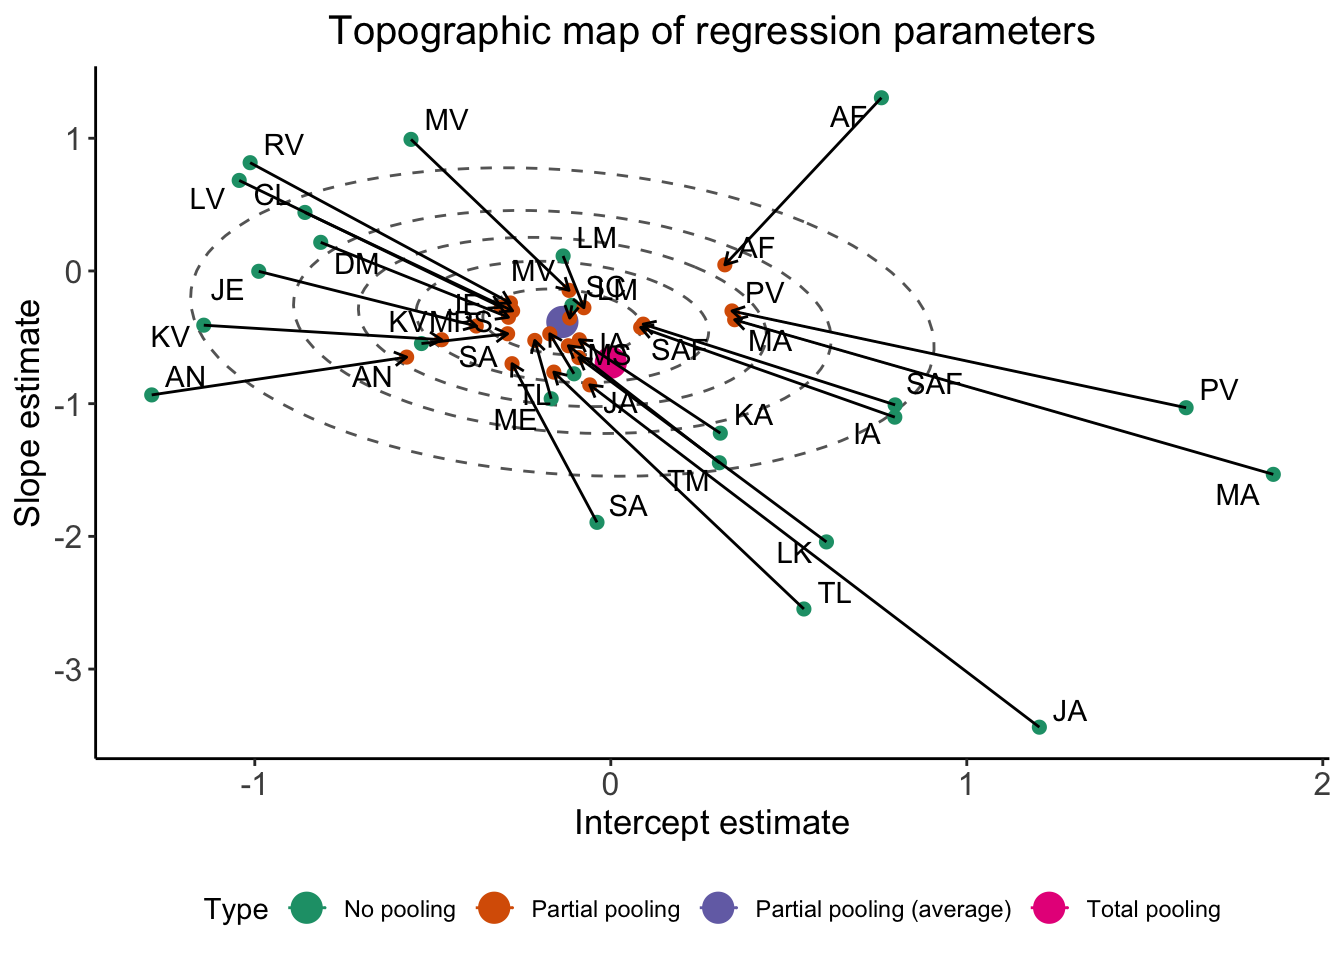 Topographic map of regression parameters
MV
AF
RV
LV
CL
LM
AF
DM
MV
SC
LM
JE
PV
KV
KV
MA
SAF
IA
SA
MS
AN
AN
SAF
PV
TL
JA
ME
KA
IA
TM
SA
MA
LK
TL
JA
1
0
-1
-2
-3
Slope estimate
-1
0
1
2
Intercept estimate
Type
No pooling
Partial pooling
Partial pooling (average)
Total pooling